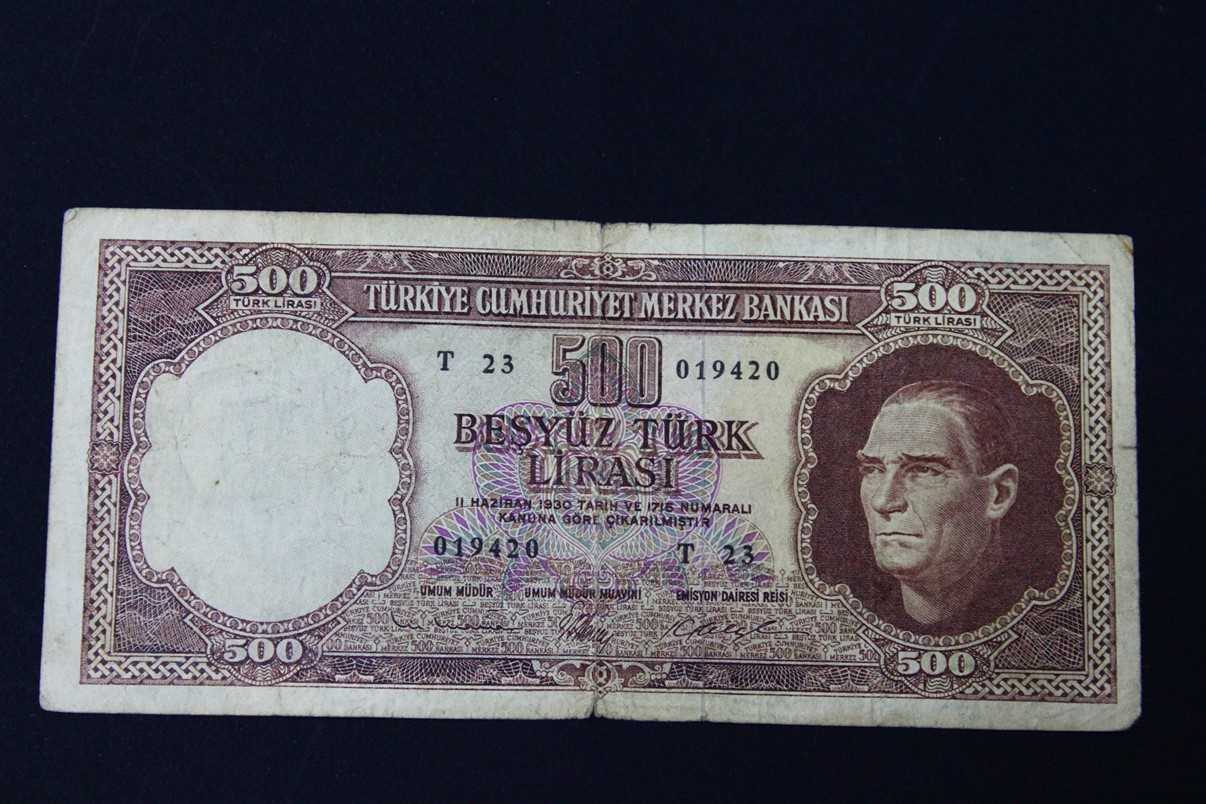 500
TÜRK LİRASI
TÜRKİYE CUMHURİYET MERKEZ BANKASI
500
TÜRK LİRASI
T 23
500
019420
BEŞYÜZ TÜRK
LİRASI
11 HAZİRAN 1930 TARİH VE 1715 NUMARALI
KANUNA GÖRE ÇIKARILMIŞTIR
019420
T 23
UMUM MÜDÜR
UMUM MÜDÜR MUAVİNİ
EMİSYON DAİRESİ REİSİ
500
500